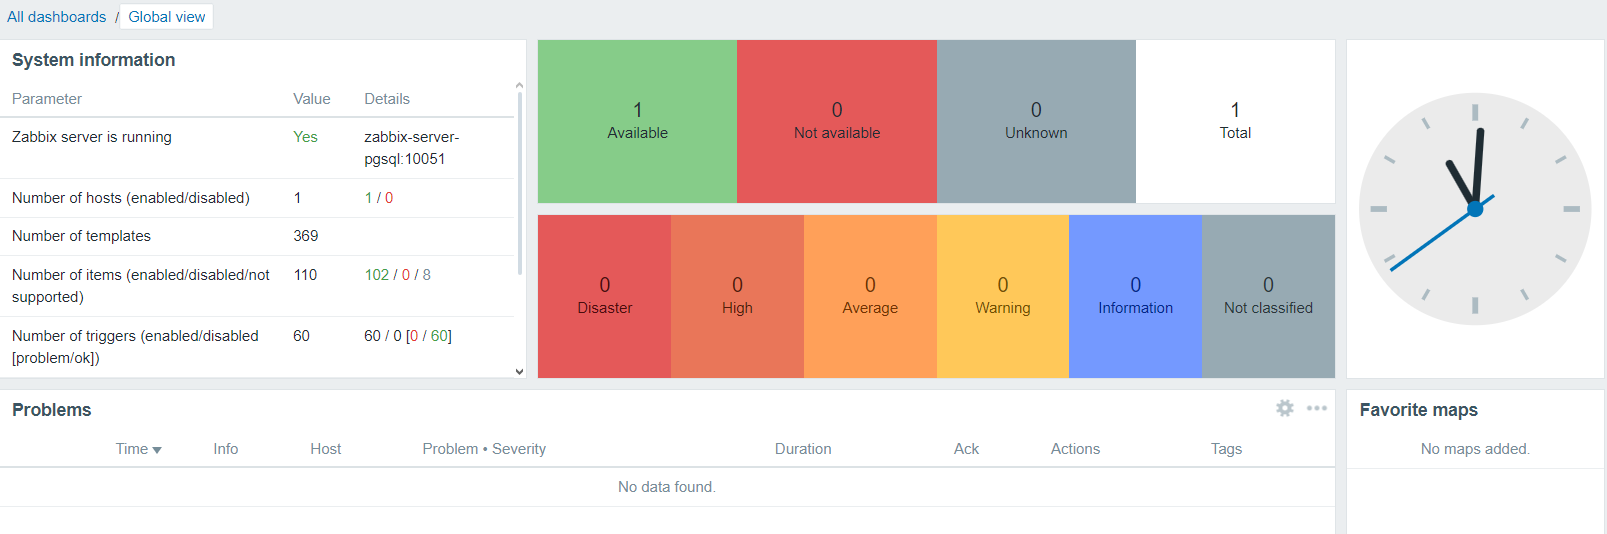 All dashboards / Global view
System information
Parameter Value Details
Zabbix server is running Yes zabbix-server-
pgsql:10051
Number of hosts (enabled/disabled) 1 1 / 0
Number of templates 369
Number of items (enabled/disabled/not 110 102 / 0 / 8
supported)
Number of triggers (enabled/disabled 60 60 / 0 [0 / 60]
[problem/ok])
1 0 0 1
Available Not available Unknown Total
0 0 0 0 0 0
Disaster High Average Warning Information Not classified
Problems
Time Info Host Problem • Severity Duration Ack Actions Tags
No data found.
Favorite maps
No maps added.